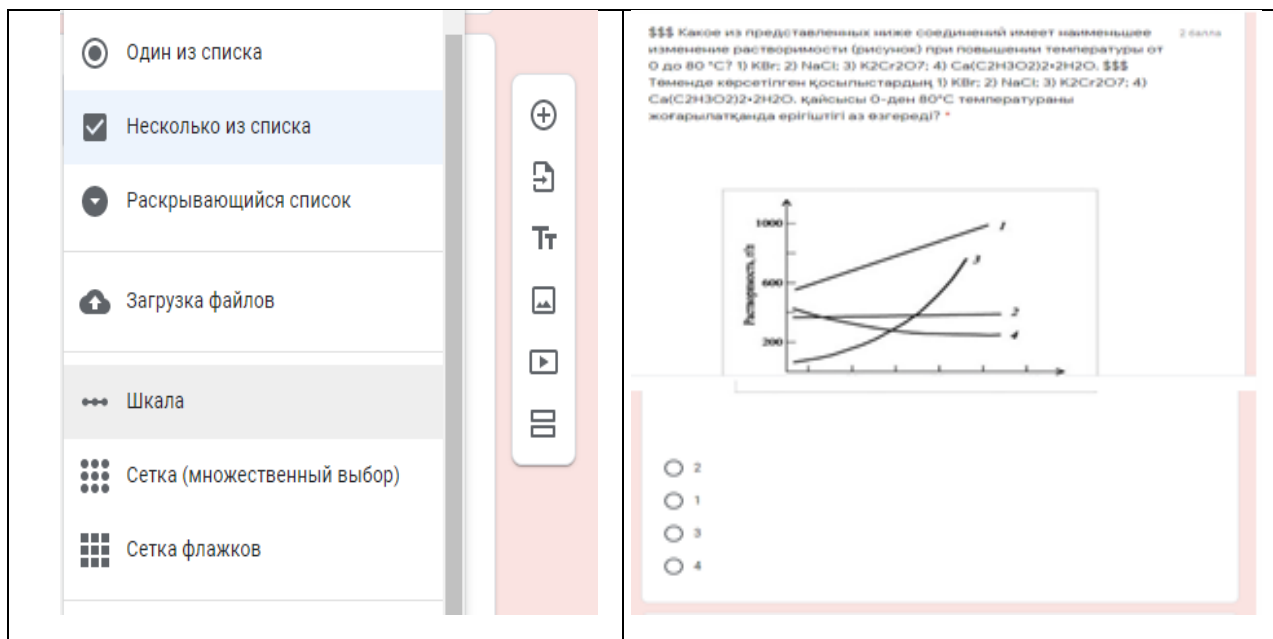 Один из списка
Несколько из списка
Раскрывающийся список
Загрузка файлов
Шкала
Сетка (множественный выбор)
Сетка флажков
Tт
$$$ Какое из представленных ниже соединений имеет наименьшее
2 балла
изменение растворимости (рисунок) при повышении температуры от
0 до 80 °C? 1) KBr; 2) NaCl; 3) K2Cr2O7; 4) Ca(C2H3O2)2•2H2O. $$$
Төменде көрсетілген қосылыстардың 1) KBr; 2) NaCl; 3) K2Cr2O7; 4)
Ca(C2H3O2)2•2H2O. қайсысы 0-ден 80°C температураны
жоғарылатқанда ерігіштігі аз өзгереді? *
Растворимость, г/л
1000
600
200
1
3
2
4
2
1
3
4